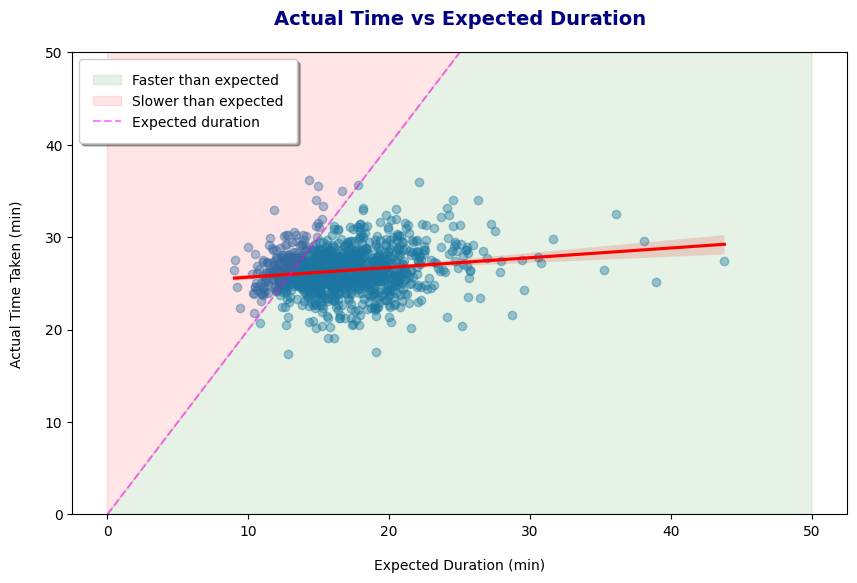 Actual Time vs Expected Duration
50
Faster than expected
Slower than expected
Expected duration
40
30
20
10
0
Actual Time Taken (min)
0 10 20 30 40 50
Expected Duration (min)